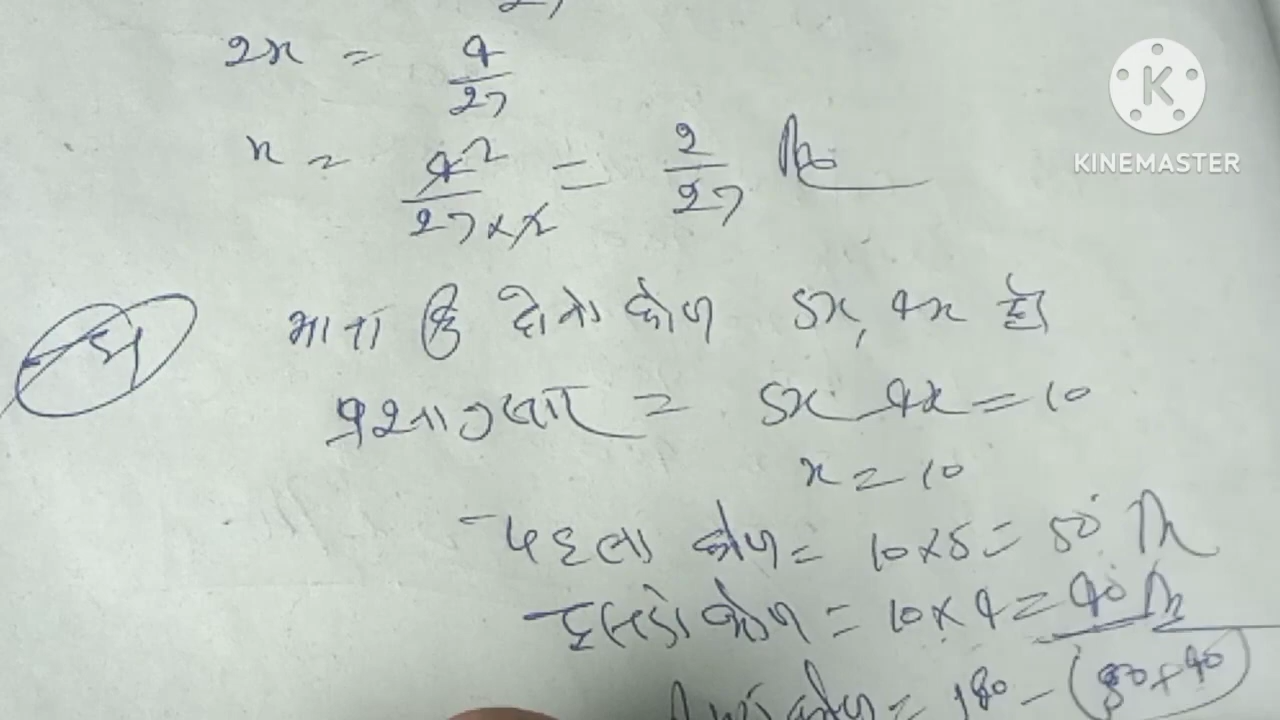 2x = 4/27
x = 4²/27×2 = 2/27
KINEMASTER
माना कि दोनो कोण 5x, 4x है
प्रश्नानुसार = 5x - 4x = 10
x = 10
पहला कोण = 10×5 = 50°
दुसरो कोण = 10×4 = 40°
कोण = 180 - (50+40)